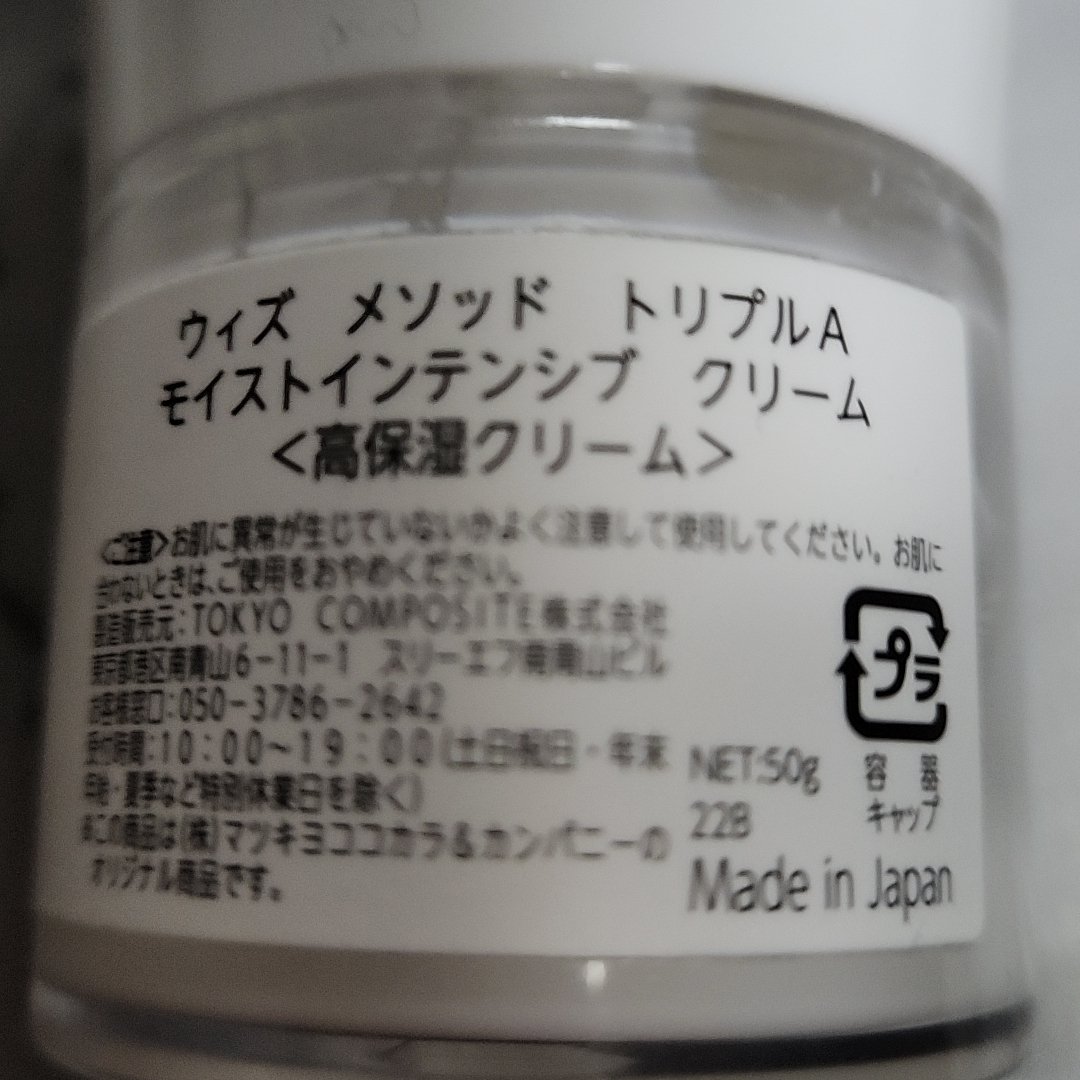 ウィズ　メソッド　トリプルA
モイストインテンシブ　クリーム
＜高保湿クリーム＞
＜ご注意＞お肌に異常が生じていないかよく注意して使用してください。お肌に
合わないときは、ご使用をおやめください。
製造販売元：TOKYO COMPOSITE株式会社
東京都港区南青山6-11-1　スリーエフ南青山ビル
お客様窓口：050-3786-2642
受付時間：10：00〜19：00（土日祝日・年末
年始・夏季など特別休業日を除く）
※この商品は（株）マツキヨココカラ＆カンパニーの
オリジナル商品です。
プラ
容　器
キャップ
NET:50g
22B
Made in Japan